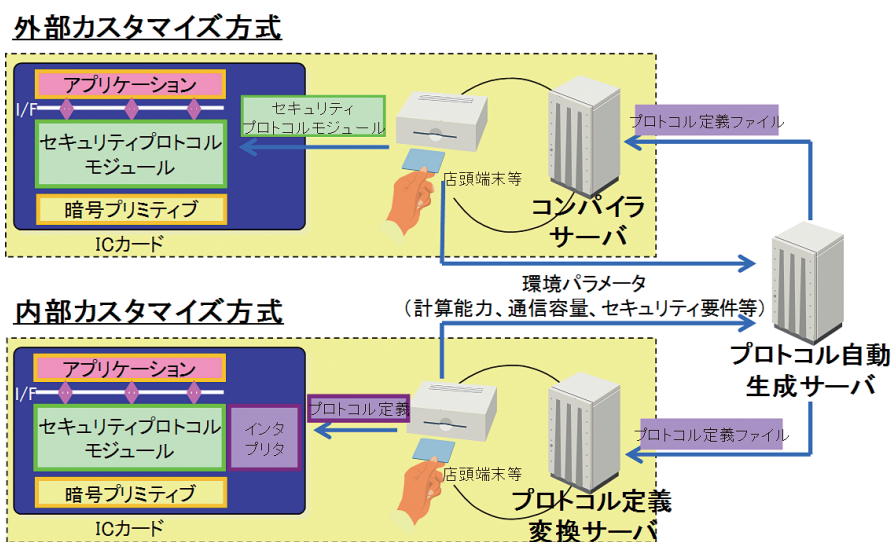 外部カスタマイズ方式
アプリケーション
I/F
セキュリティプロトコル
モジュール
暗号プリミティブ
ICカード
セキュリティ
プロトコルモジュール
店頭端末等
コンパイラ
サーバ
プロトコル定義ファイル
環境パラメータ
(計算能力、通信容量、セキュリティ要件等)
プロトコル自動
生成サーバ
内部カスタマイズ方式
アプリケーション
I/F
セキュリティプロトコル
モジュール
インタ
プリタ
暗号プリミティブ
ICカード
プロトコル定義
店頭端末等
プロトコル定義
変換サーバ
プロトコル定義ファイル